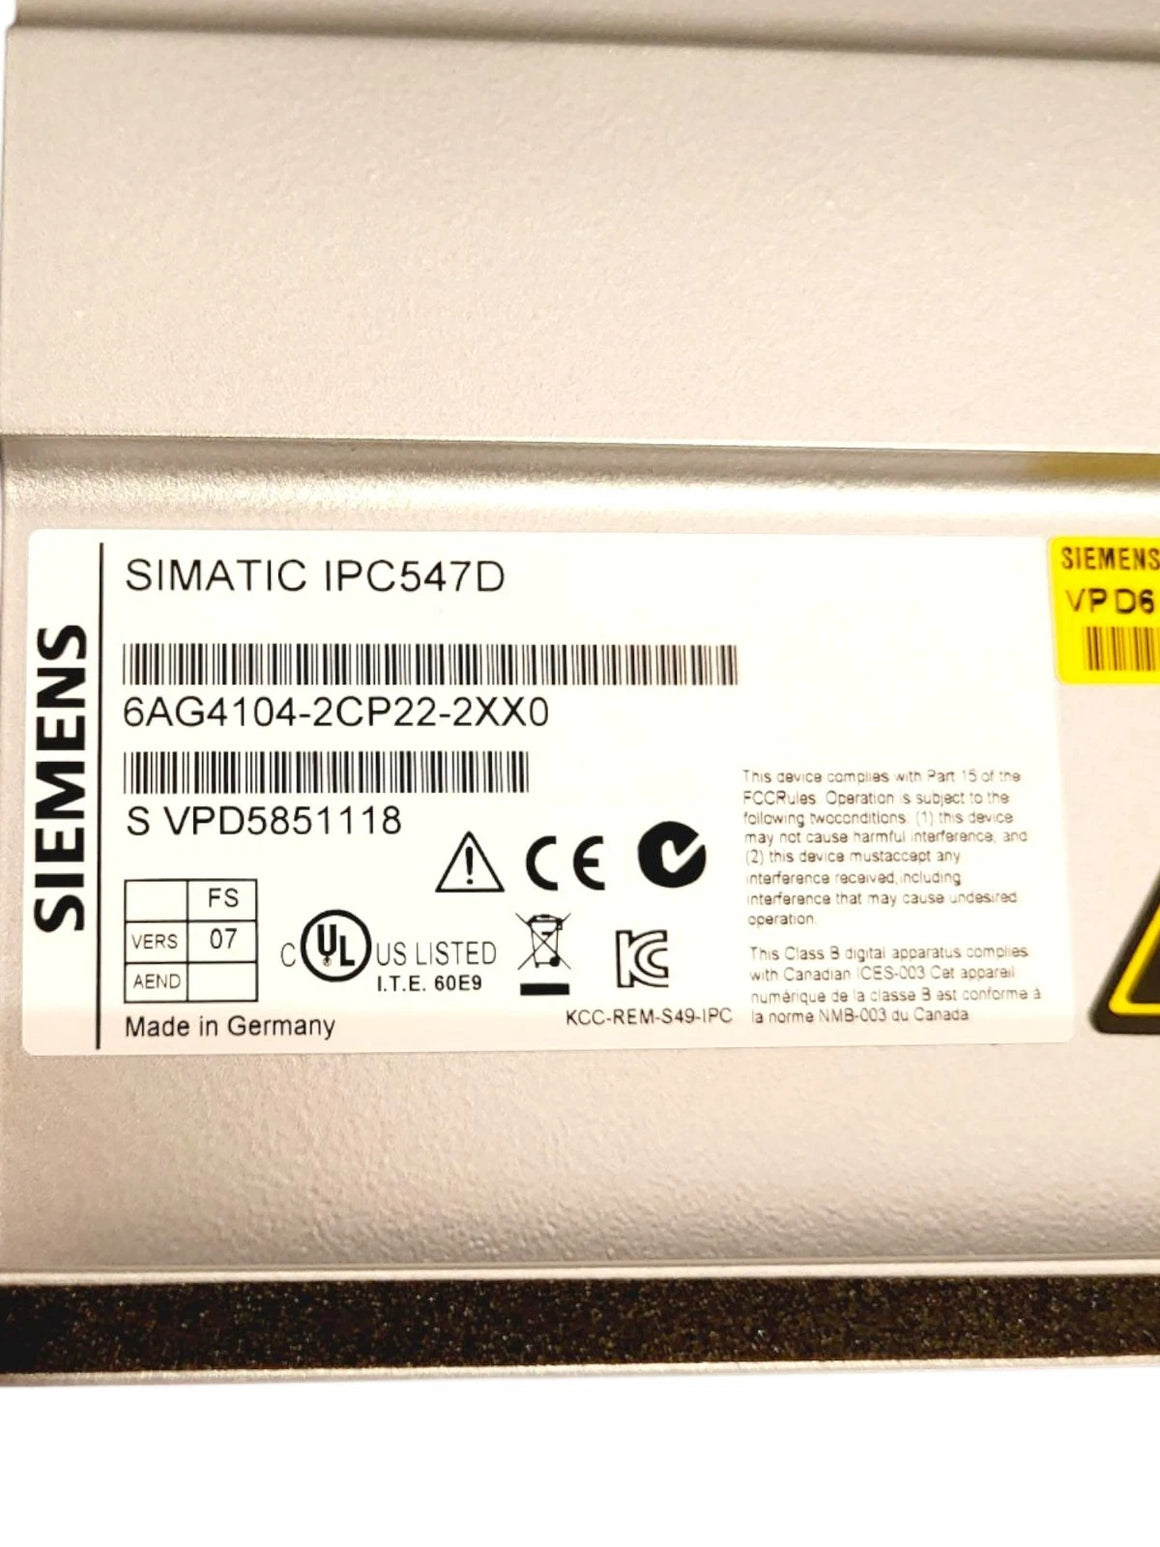 SIEMENS
SIMATIC IPC547D
6AG4104-2CP22-2XX0
S VPD5851118
FS
VERS 07
AEND
C UL US LISTED
I.T.E. 60E9
CE
KCC-REM-S49-IPC
Made in Germany
This device complies with Part 15 of the
FCCRules. Operation is subject to the
following twoconditions: (1) this device
may not cause harmful interference, and
(2) this device mustaccept any
interference received, including
interference that may cause undesired
operation.
This Class B digital apparatus complies
with Canadian ICES-003 Cet appareil
numérique de la classe B est conforme à
la norme NMB-003 du Canada
SIEMENS
VPD6